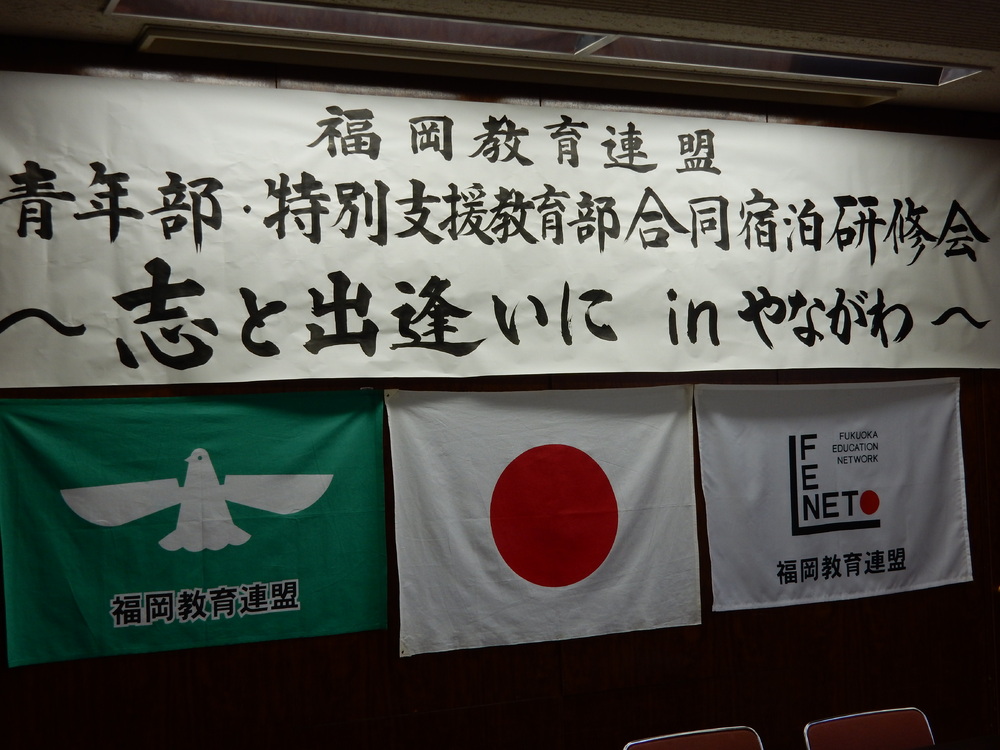 福岡教育連盟
青年部・特別支援教育部合同宿泊研修会
〜志と出逢いに in やながわ〜
福岡教育連盟
FUKUOKA
EDUCATION
NETWORK
F
E
NET
福岡教育連盟